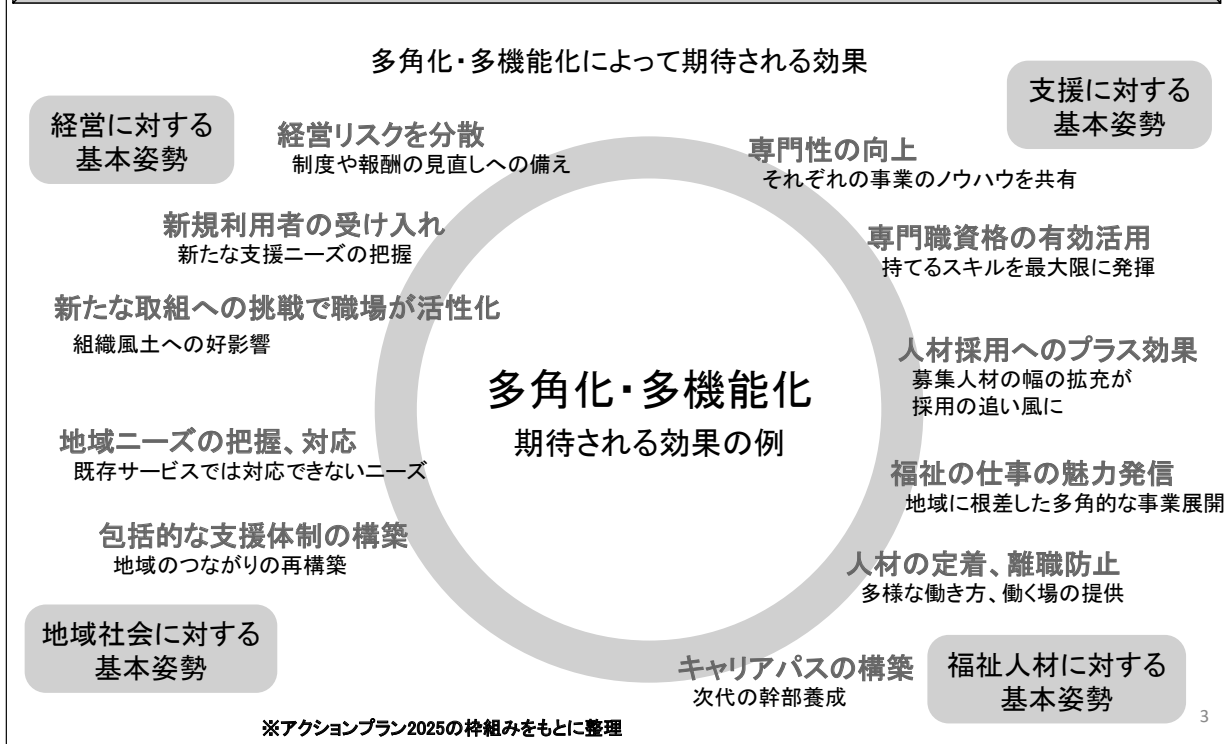 多角化・多機能化によって期待される効果
経営に対する
基本姿勢
経営リスクを分散
制度や報酬の見直しへの備え
新規利用者の受け入れ
新たな支援ニーズの把握
新たな取組への挑戦で職場が活性化
組織風土への好影響
支援に対する
基本姿勢
専門性の向上
それぞれの事業のノウハウを共有
専門職資格の有効活用
持てるスキルを最大限に発揮
多角化・多機能化
期待される効果の例
地域ニーズの把握、対応
既存サービスでは対応できないニーズ
包括的な支援体制の構築
地域のつながりの再構築
地域社会に対する
基本姿勢
人材採用へのプラス効果
募集人材の幅の拡充が
採用の追い風に
福祉の仕事の魅力発信
地域に根差した多角的な事業展開
人材の定着、離職防止
多様な働き方、働く場の提供
キャリアパスの構築
次代の幹部養成
福祉人材に対する
基本姿勢
※アクションプラン2025の枠組みをもとに整理
3